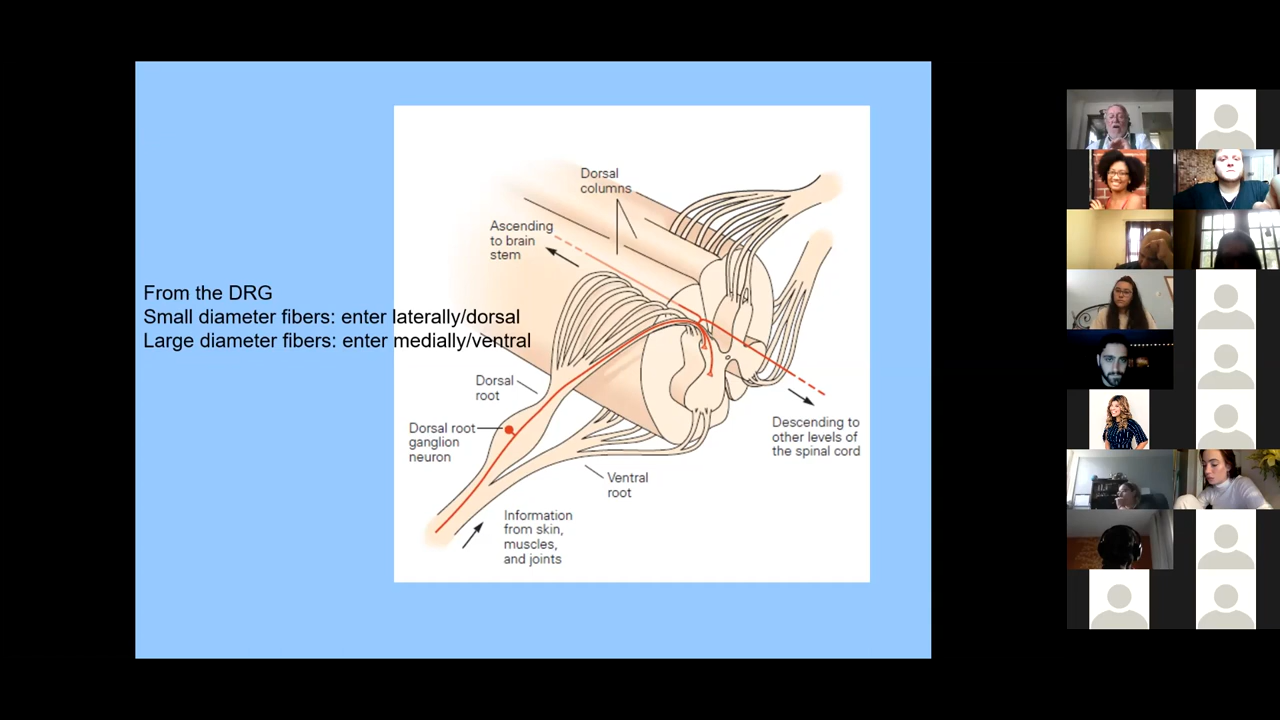 From the DRG
Small diameter fibers: enter laterally/dorsal
Large diameter fibers: enter medially/ventral
Dorsal
columns
Ascending
to brain
stem
Dorsal
root
Dorsal root
ganglion
neuron
Ventral
root
Information
from skin,
muscles,
and joints
Descending to
other levels of
the spinal cord